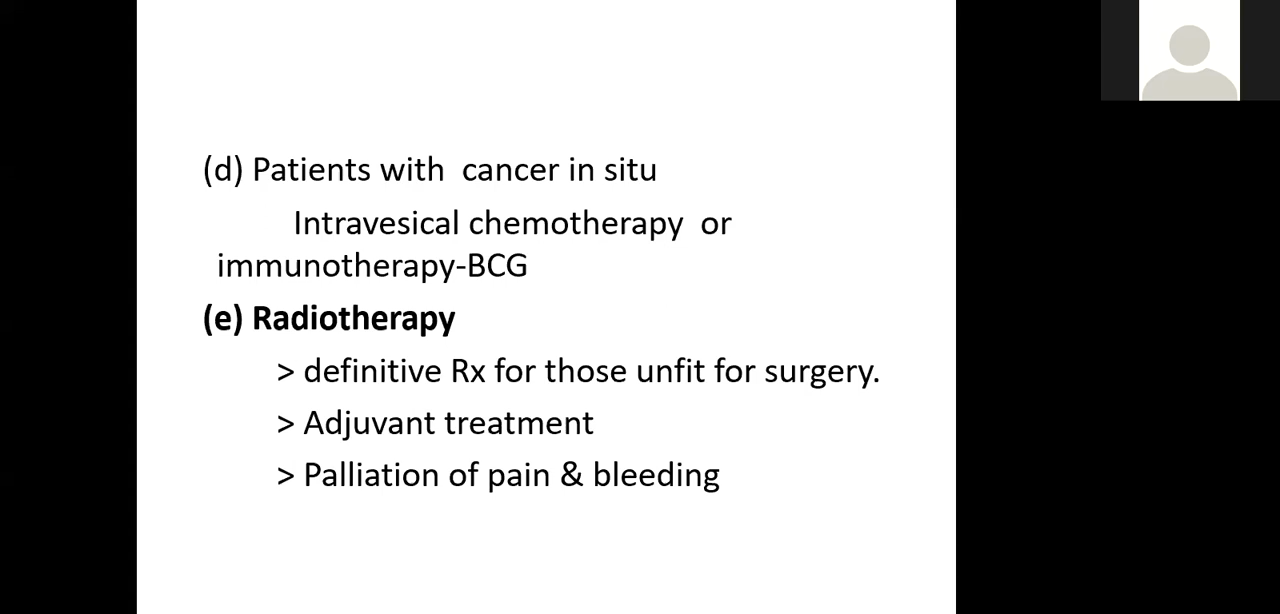 (d) Patients with cancer in situ
Intravesical chemotherapy or
immunotherapy-BCG
(e) Radiotherapy
> definitive Rx for those unfit for surgery.
> Adjuvant treatment
> Palliation of pain & bleeding